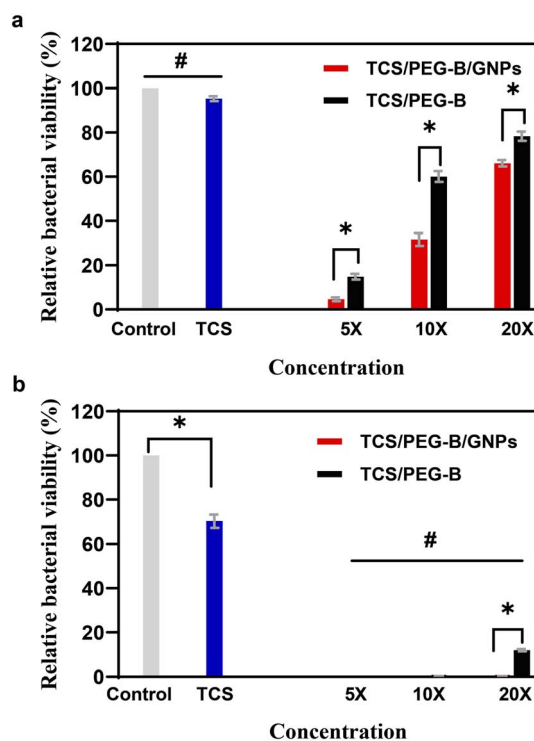 a
120
100
80
60
40
20
0
Relative bacterial viability (%)
#
TCS/PEG-B/GNPs
TCS/PEG-B
*
*
*
Control TCS 5X 10X 20X
Concentration
b
120
100
80
60
40
20
0
Relative bacterial viability (%)
*
TCS/PEG-B/GNPs
TCS/PEG-B
#
*
Control TCS 5X 10X 20X
Concentration